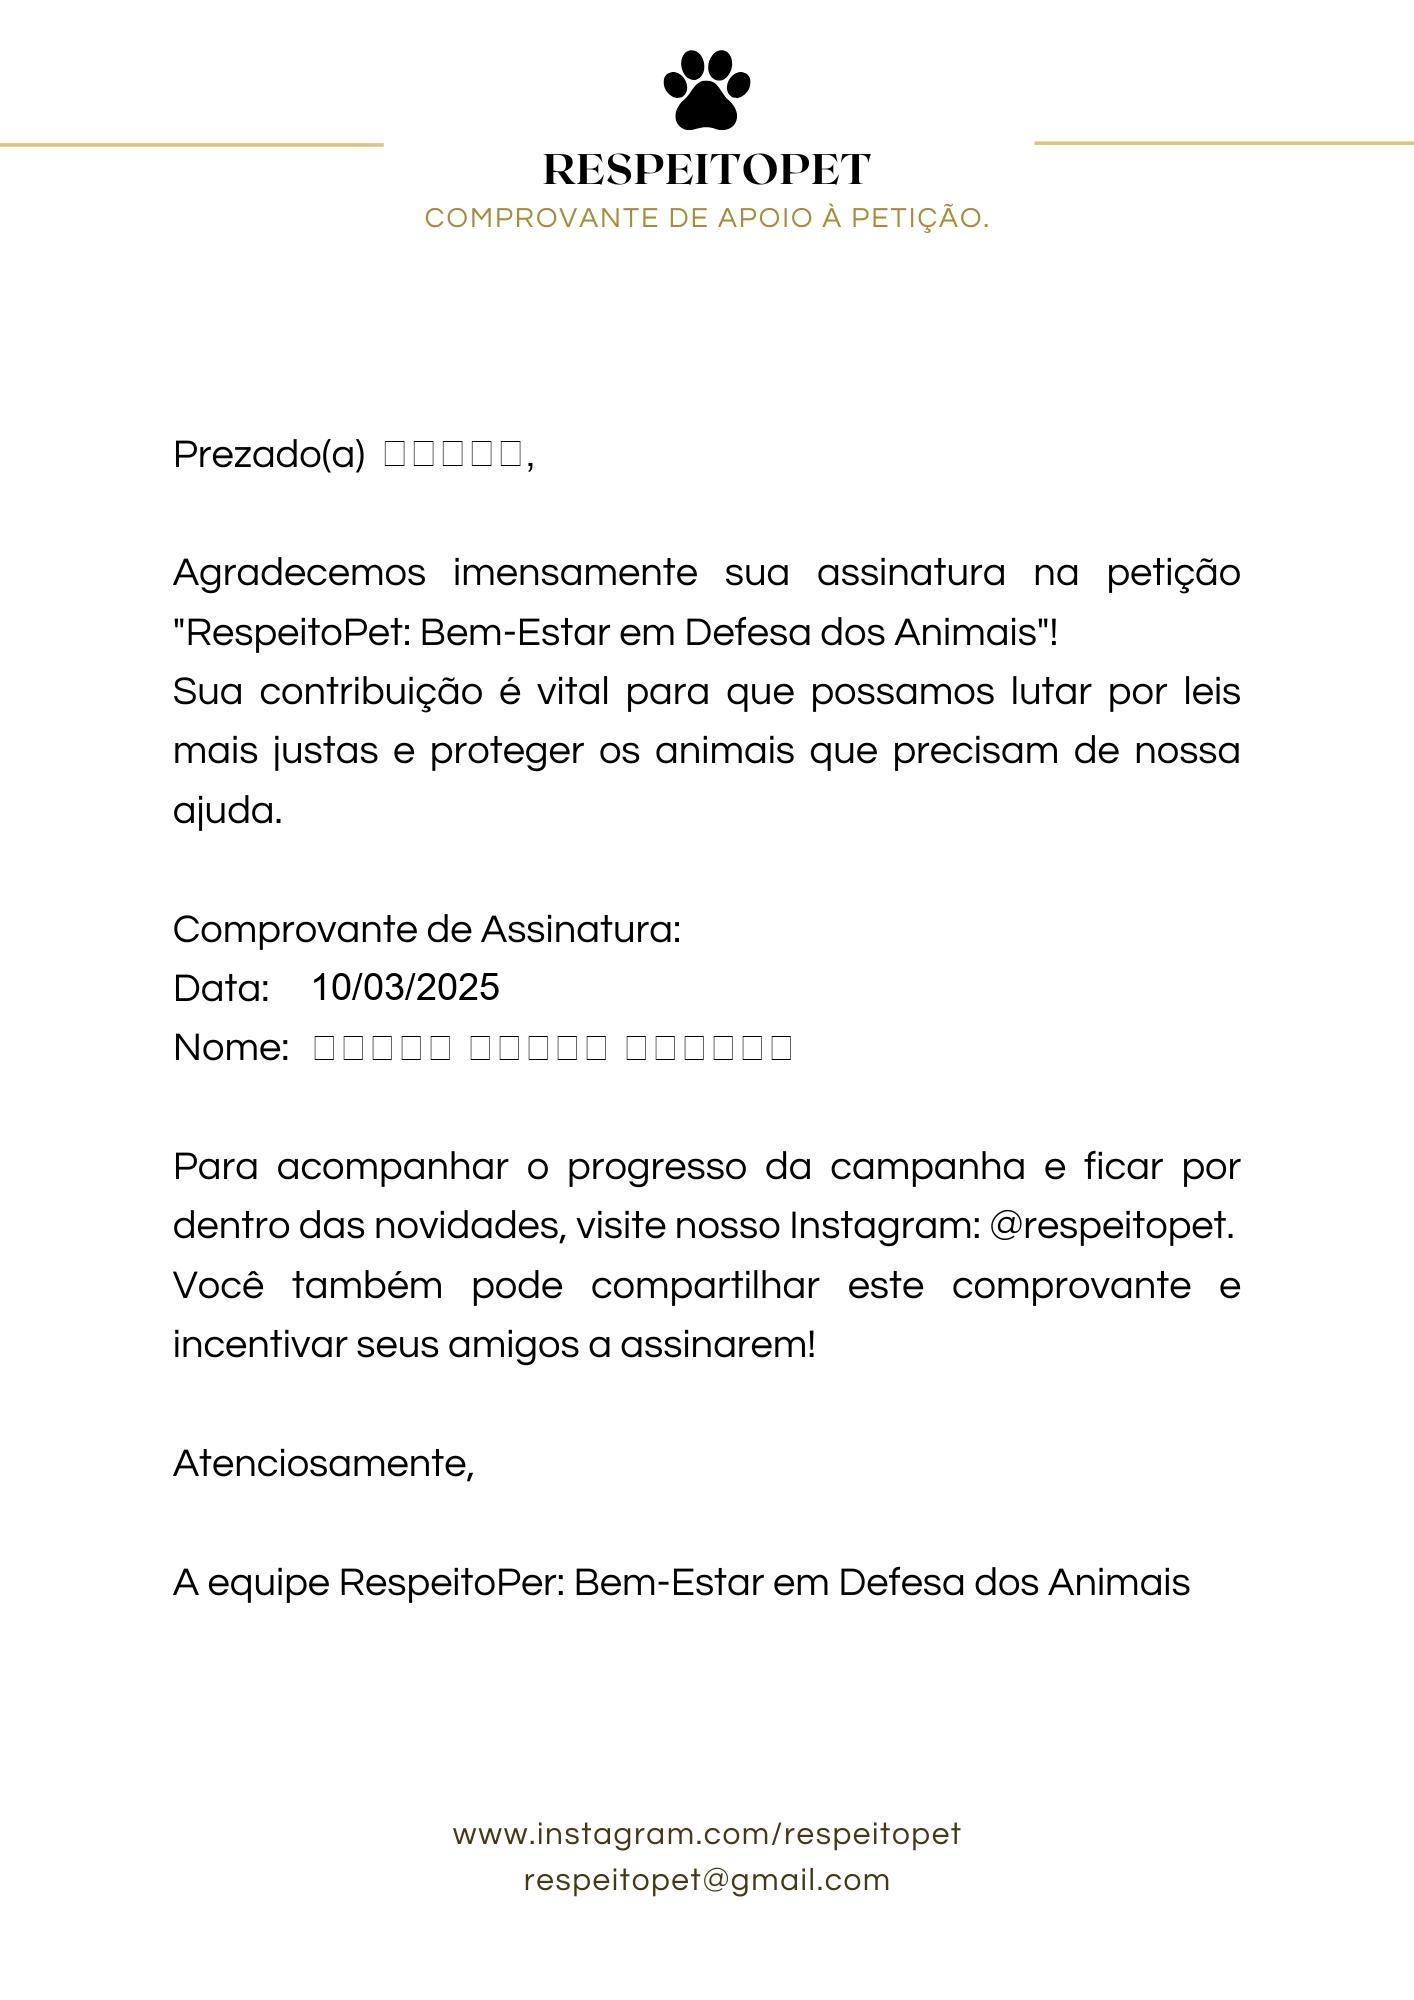 RESPEITOPET
COMPROVANTE DE APOIO À PETIÇÃO.
Prezado(a) ,
Agradecemos imensamente sua assinatura na petição
"RespeitoPet: Bem-Estar em Defesa dos Animais"!
Sua contribuição é vital para que possamos lutar por leis
mais justas e proteger os animais que precisam de nossa
ajuda.
Comprovante de Assinatura:
Data: 10/03/2025
Nome:
Para acompanhar o progresso da campanha e ficar por
dentro das novidades, visite nosso Instagram: @respeitopet.
Você também pode compartilhar este comprovante e
incentivar seus amigos a assinarem!
Atenciosamente,
A equipe RespeitoPer: Bem-Estar em Defesa dos Animais
www.instagram.com/respeitopet
respeitopet@gmail.com